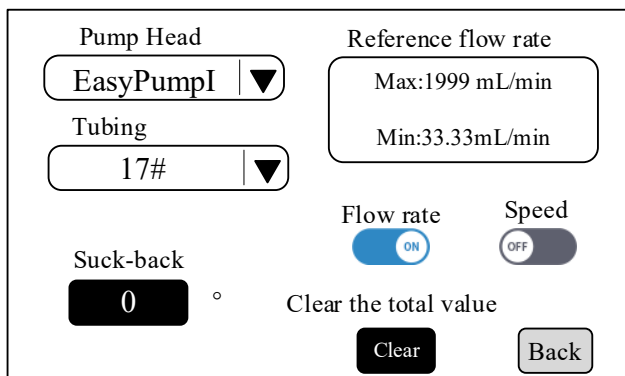 Pump Head
EasyPumpI
Tubing
17#
Reference flow rate
Max:1999 mL/min
Min:33.33mL/min
Flow rate
ON
Speed
OFF
Suck-back
0 °
Clear the total value
Clear
Back